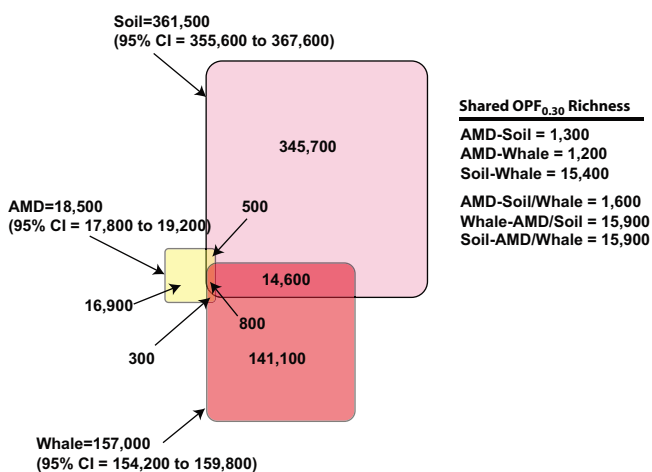 Soil=361,500
(95% CI = 355,600 to 367,600)
345,700
Shared OPF0.30 Richness
AMD-Soil = 1,300
AMD-Whale = 1,200
Soil-Whale = 15,400
AMD-Soil/Whale = 1,600
Whale-AMD/Soil = 15,900
Soil-AMD/Whale = 15,900
AMD=18,500
(95% CI = 17,800 to 19,200)
500
14,600
16,900
800
300
141,100
Whale=157,000
(95% CI = 154,200 to 159,800)